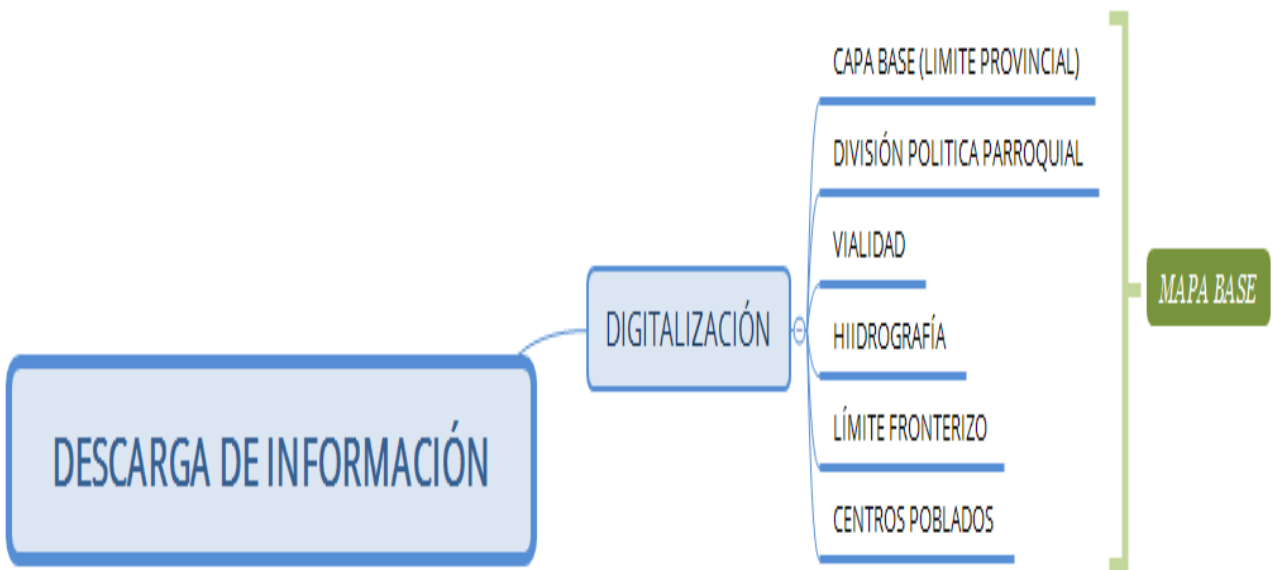 DESCARGA DE INFORMACIÓN
DIGITALIZACIÓN
CAPA BASE (LIMITE PROVINCIAL)
DIVISIÓN POLITICA PARROQUIAL
VIALIDAD
HIIDROGRAFÍA
LÍMITE FRONTERIZO
CENTROS POBLADOS
MAPA BASE